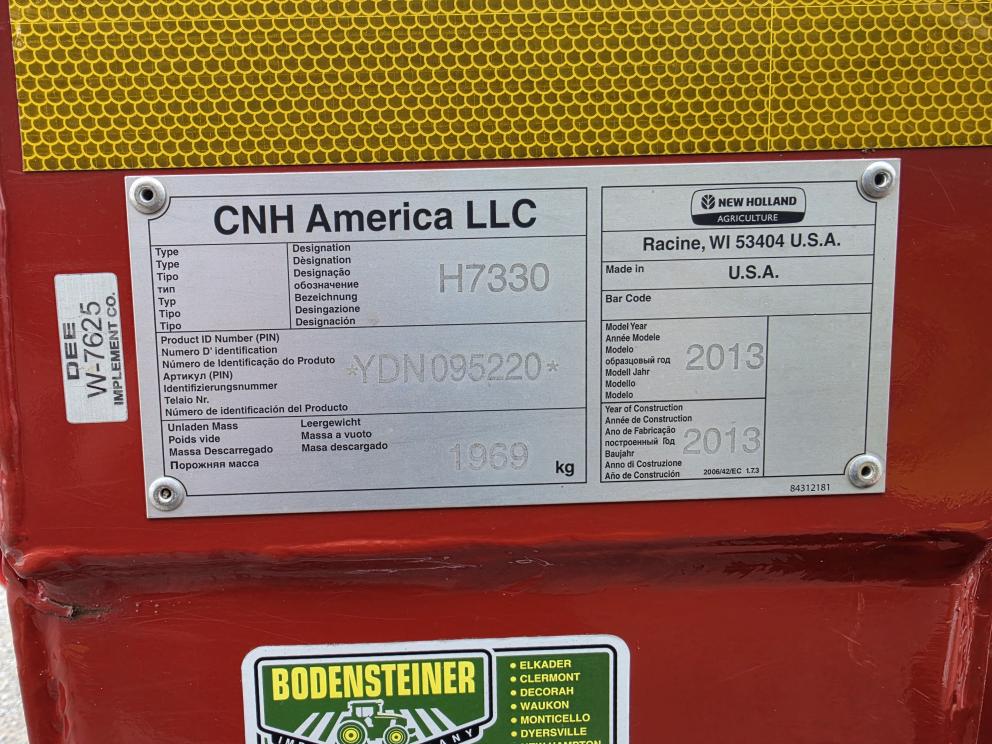 CNH America LLC
Type
Type
Tipo
тип
Typ
Tipo
Tipo
Designation
Dèsignation
Designação
обозначение
Bezeichnung
Desingazione
Designación
H7330
Product ID Number (PIN)
Numero D' identification
Número de Identificação do Produto
Артикул (PIN)
Identifizierungsnummer
Telaio Nr.
Número de identificación del Producto
*YDN095220*
Unladen Mass
Poids vide
Massa Descarregado
Порожняя масса
Leergewicht
Massa a vuoto
Masa descargado
1969 kg
NEW HOLLAND
AGRICULTURE
Racine, WI 53404 U.S.A.
Made in U.S.A.
Bar Code
Model Year
Année Modele
Modelo
образцовый год
Modell Jahr
Modello
Modelo
2013
Year of Construction
Année de Construction
Ano de Fabricação
построенный Год
Baujahr
Anno di Costruzione
Año de Construción
2013
2006/42/EC 1.7.3
84312181
DEE
W-7625
IMPLEMENT CO.
BODENSTEINER
• ELKADER
• CLERMONT
• DECORAH
• WAUKON
• MONTICELLO
• DYERSVILLE